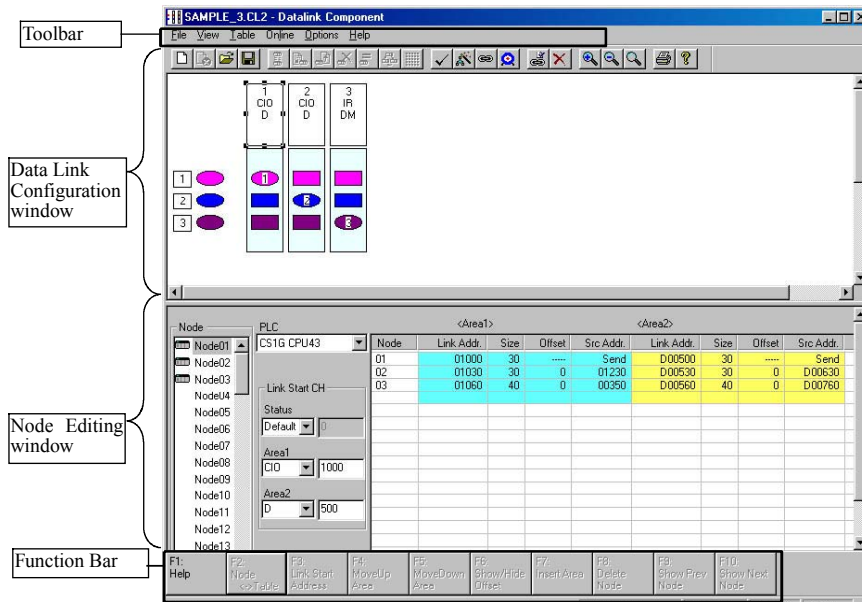 SAMPLE_3.CL2 - Datalink Component
Toolbar
File View Table Online Options Help
1 CIO D
2 CIO D
3 IR DM
Data Link
Configuration
window
1 1
2 2
3 3
Node Editing
window
Node
Node01
Node02
Node03
Node04
Node05
Node06
Node07
Node08
Node09
Node10
Node11
Node12
Node13
PLC
CS1G CPU43
Link Start CH
Status
Default 0
Area1
CIO 1000
Area2
D 500
<Area1> <Area2>
Node Link Addr. Size Offset Src Addr. Link Addr. Size Offset Src Addr.
01 01000 30 ----- Send D00500 30 ----- Send
02 01030 30 0 01230 D00530 30 0 D00630
03 01060 40 0 00350 D00560 40 0 D00760
Function Bar
F1:
Help
F2:
Node
<=>Table
F3:
Link Start
Address
F4:
MoveUp
Area
F5:
MoveDown
Area
F6:
Show/Hide
Offset
F7:
Insert Area
F8:
Delete
Node
F9:
Show Prev
Node
F10:
Show Next
Node